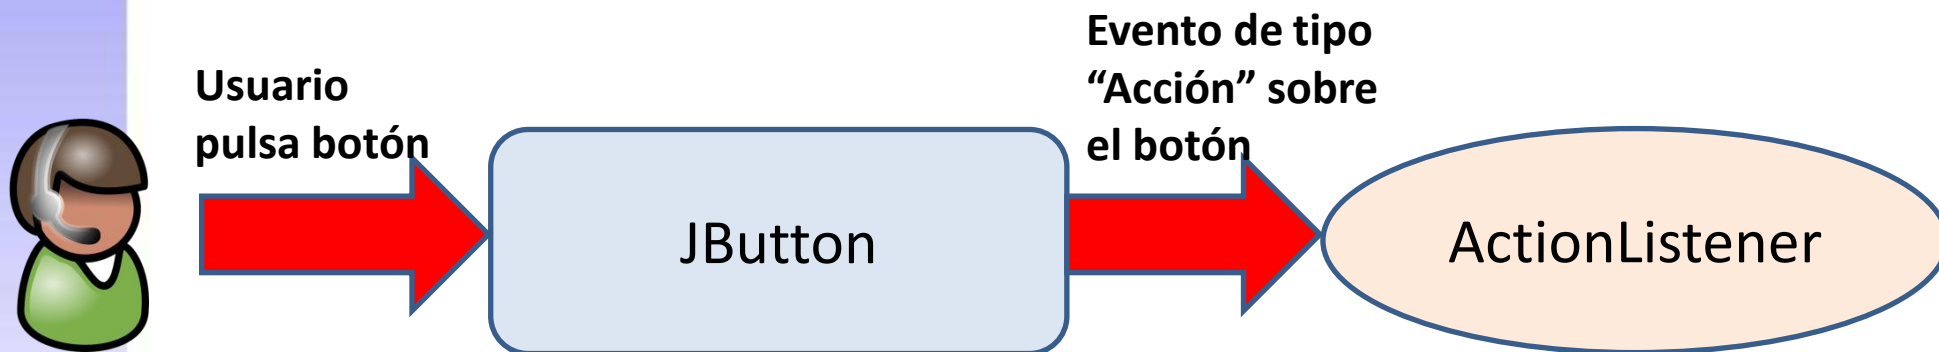 Usuario
pulsa botón
JButton
Evento de tipo
“Acción” sobre
el botón
ActionListener